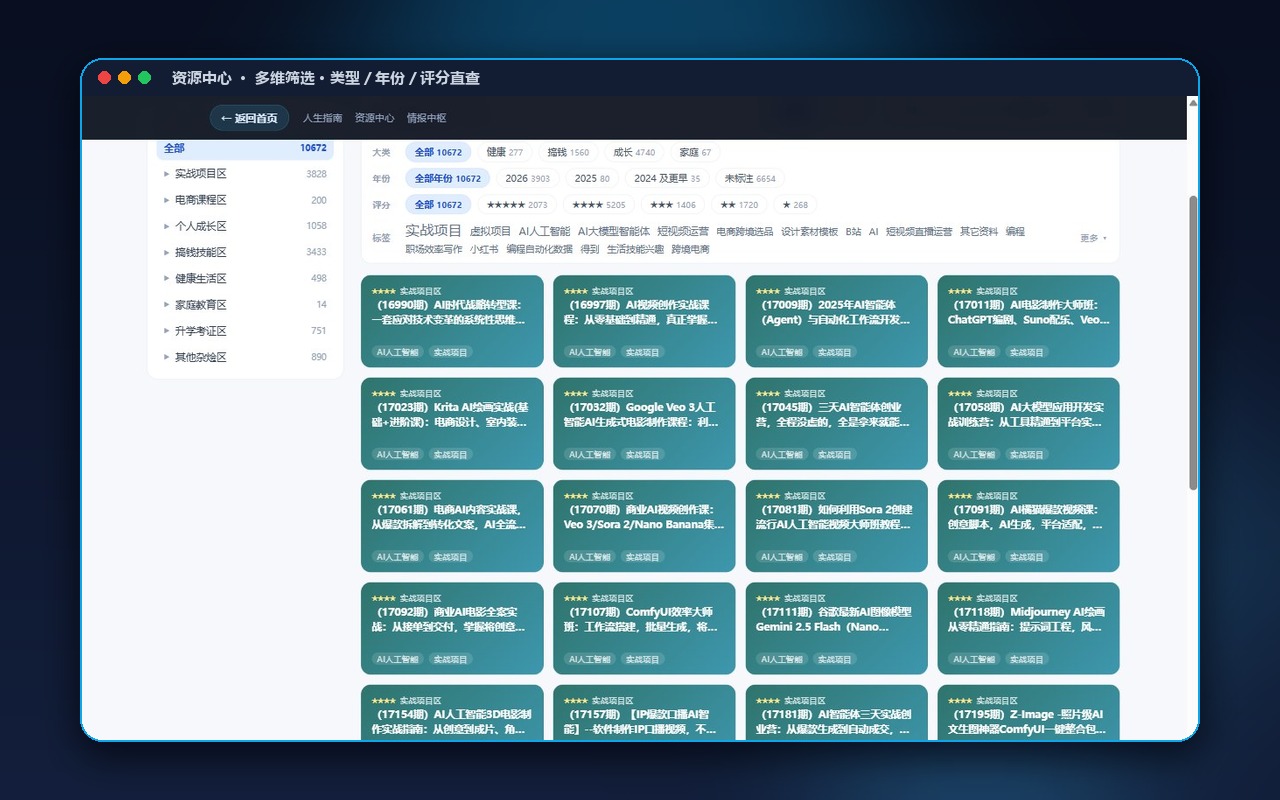 资源中心 · 多维筛选 · 类型 / 年份 / 评分直查
← 返回首页 人生指南 资源中心 情报中枢
全部 10672
▶ 实战项目区 3828
▶ 电商课程区 200
▶ 个人成长区 1058
▶ 搞钱技能区 3433
▶ 健康生活区 498
▶ 家庭教育区 14
▶ 升学考证区 751
▶ 其他杂烩区 890
大类 全部 10672 健康 277 搞钱 1560 成长 4740 家庭 67
年份 全部年份 10672 2026 3903 2025 80 2024 及更早 35 未标注 6654
评分 全部 10672 ★★★★★ 2073 ★★★★ 5205 ★★★ 1406 ★★ 1720 ★ 268
标签 实战项目 虚拟项目 AI人工智能 AI大模型智能体 短视频运营 电商跨境选品 设计素材模板 B站 AI 短视频直播运营 其它资料 编程
职场效率写作 小红书 编程自动化数据 得到 生活技能兴趣 跨境电商
更多 ▾
★★★★ 实战项目区
（16990期）AI时代战略转型课：
一套应对技术变革的系统性思维...
AI人工智能 实战项目
★★★★ 实战项目区
（16997期）AI视频创作实战课
程：从零基础到精通，真正掌握...
AI人工智能 实战项目
★★★★ 实战项目区
（17009期）2025年AI智能体
(Agent）与自动化工作流开发...
AI人工智能 实战项目
★★★★ 实战项目区
（17011期）AI电影制作大师班：
ChatGPT编剧、Suno配乐、Veo...
AI人工智能 实战项目
★★★★ 实战项目区
（17023期）Krita AI绘画实战(基
础+进阶课)：电商设计、室内装...
AI人工智能 实战项目
★★★★ 实战项目区
（17032期）Google Veo 3人工
智能AI生成式电影制作课程：利...
AI人工智能 实战项目
★★★★ 实战项目区
（17045期）三天AI智能体创业
营，全程没虚的，全是拿来就能...
AI人工智能 实战项目
★★★★ 实战项目区
（17058期）AI大模型应用开发实
战训练营：从工具精通到平台实...
AI人工智能 实战项目
★★★★ 实战项目区
（17061期）电商AI内容实战课，
从爆款拆解到转化文案，AI全流...
AI人工智能 实战项目
★★★★ 实战项目区
（17070期）商业AI视频创作课：
Veo 3/Sora 2/Nano Banana集...
AI人工智能 实战项目
★★★★ 实战项目区
（17081期）如何利用Sora 2创建
流行AI人工智能视频大师班教程...
AI人工智能 实战项目
★★★★ 实战项目区
（17091期）AI橘猫爆款视频课：
创意脚本，AI生成，平台适配，...
AI人工智能 实战项目
★★★★ 实战项目区
（17092期）商业AI电影全案实
战：从接单到交付，掌握将创意...
AI人工智能 实战项目
★★★★ 实战项目区
（17107期）ComfyUI效率大师
班：工作流搭建，批量生成，将...
AI人工智能 实战项目
★★★★ 实战项目区
（17111期）谷歌最新AI图像模型
Gemini 2.5 Flash（Nano...
AI人工智能 实战项目
★★★★ 实战项目区
（17118期）Midjourney AI绘画
从零精通指南：提示词工程，风...
AI人工智能 实战项目
★★★★ 实战项目区
（17154期）AI人工智能3D电影制
作实战指南：从创意到成片、角...
★★★★ 实战项目区
（17157期）【IP爆款口播AI智
能】--软件制作IP口播视频，不...
★★★★ 实战项目区
（17181期）AI智能体三天实战创
业营：从爆款生成到自动成交，...
★★★★ 实战项目区
（17195期）Z-Image -照片级AI
文生图神器ComfyUI一键整合包...